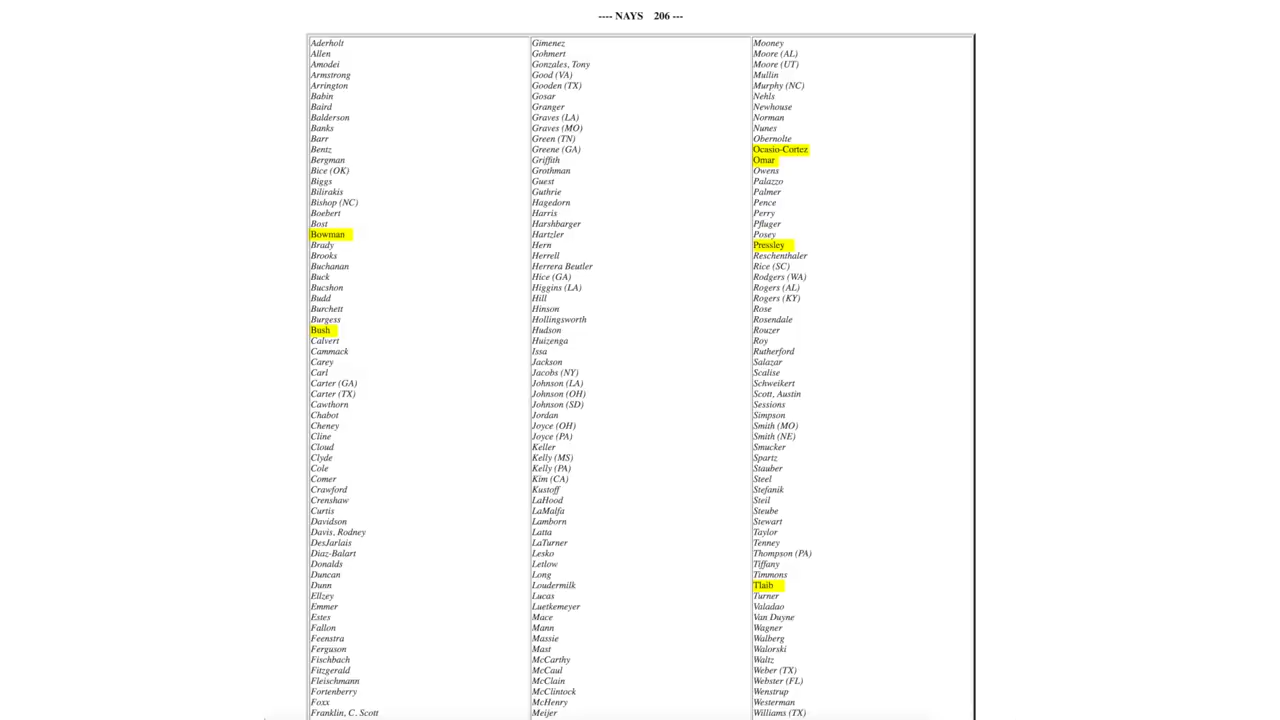 ---- NAYS 206 ---
Aderholt
Allen
Amodei
Armstrong
Arrington
Babin
Baird
Balderson
Banks
Barr
Bentz
Bergman
Bice (OK)
Biggs
Bilirakis
Bishop (NC)
Boebert
Bost
Bowman
Brady
Brooks
Buchanan
Buck
Bucshon
Budd
Burchett
Burgess
Bush
Calvert
Cammack
Carey
Carl
Carter (GA)
Carter (TX)
Cawthorn
Chabot
Cheney
Cline
Cloud
Clyde
Cole
Comer
Crawford
Crenshaw
Curtis
Davidson
Davis, Rodney
DesJarlais
Diaz-Balart
Donalds
Duncan
Dunn
Ellzey
Emmer
Estes
Fallon
Feenstra
Ferguson
Fischbach
Fitzgerald
Fleischmann
Fortenberry
Foxx
Franklin, C. Scott
Gimenez
Gohmert
Gonzales, Tony
Good (VA)
Gooden (TX)
Gosar
Granger
Graves (LA)
Graves (MO)
Green (TN)
Greene (GA)
Griffith
Grothman
Guest
Guthrie
Hagedorn
Harris
Harshbarger
Hartzler
Hern
Herrell
Herrera Beutler
Hice (GA)
Higgins (LA)
Hill
Hinson
Hollingsworth
Hudson
Huizenga
Issa
Jackson
Jacobs (NY)
Johnson (LA)
Johnson (OH)
Johnson (SD)
Jordan
Joyce (OH)
Joyce (PA)
Keller
Kelly (MS)
Kelly (PA)
Kim (CA)
Kustoff
LaHood
LaMalfa
Lamborn
Latta
LaTurner
Lesko
Letlow
Long
Loudermilk
Lucas
Luetkemeyer
Mace
Mann
Massie
Mast
McCarthy
McCaul
McClain
McClintock
McHenry
Meijer
Mooney
Moore (AL)
Moore (UT)
Mullin
Murphy (NC)
Nehls
Newhouse
Norman
Nunes
Obernolte
Ocasio-Cortez
Omar
Owens
Palazzo
Palmer
Pence
Perry
Pfluger
Posey
Pressley
Reschenthaler
Rice (SC)
Rodgers (WA)
Rogers (AL)
Rogers (KY)
Rose
Rosendale
Rouzer
Roy
Rutherford
Salazar
Scalise
Schweikert
Scott, Austin
Sessions
Simpson
Smith (MO)
Smith (NE)
Smucker
Spartz
Stauber
Steel
Stefanik
Steil
Steube
Stewart
Taylor
Tenney
Thompson (PA)
Tiffany
Timmons
Tlaib
Turner
Valadao
Van Duyne
Wagner
Walberg
Walorski
Waltz
Weber (TX)
Webster (FL)
Wenstrup
Westerman
Williams (TX)